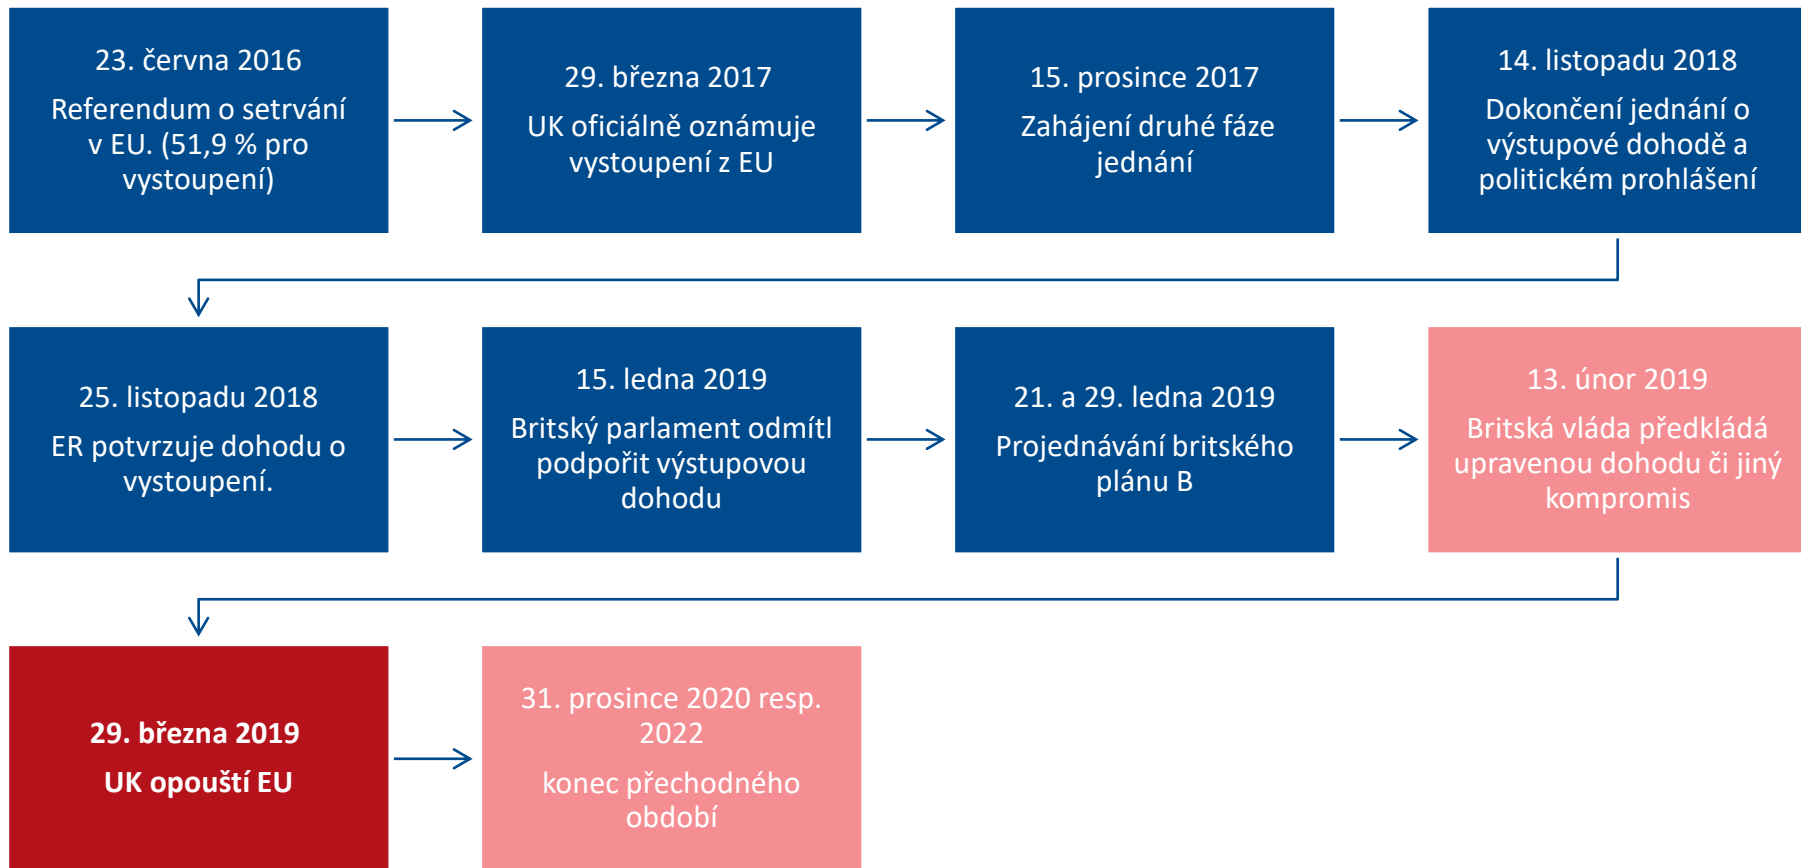 23. června 2016
Referendum o setrvání
v EU. (51,9 % pro
vystoupení)
29. března 2017
UK oficiálně oznámuje
vystoupení z EU
15. prosince 2017
Zahájení druhé fáze
jednání
14. listopadu 2018
Dokončení jednání o
výstupové dohodě a
politickém prohlášení
25. listopadu 2018
ER potvrzuje dohodu o
vystoupení.
15. ledna 2019
Britský parlament odmítl
podpořit výstupovou
dohodu
21. a 29. ledna 2019
Projednávání britského
plánu B
13. únor 2019
Britská vláda předkládá
upravenou dohodu či jiný
kompromis
29. března 2019
UK opouští EU
31. prosince 2020 resp.
2022
konec přechodného
období